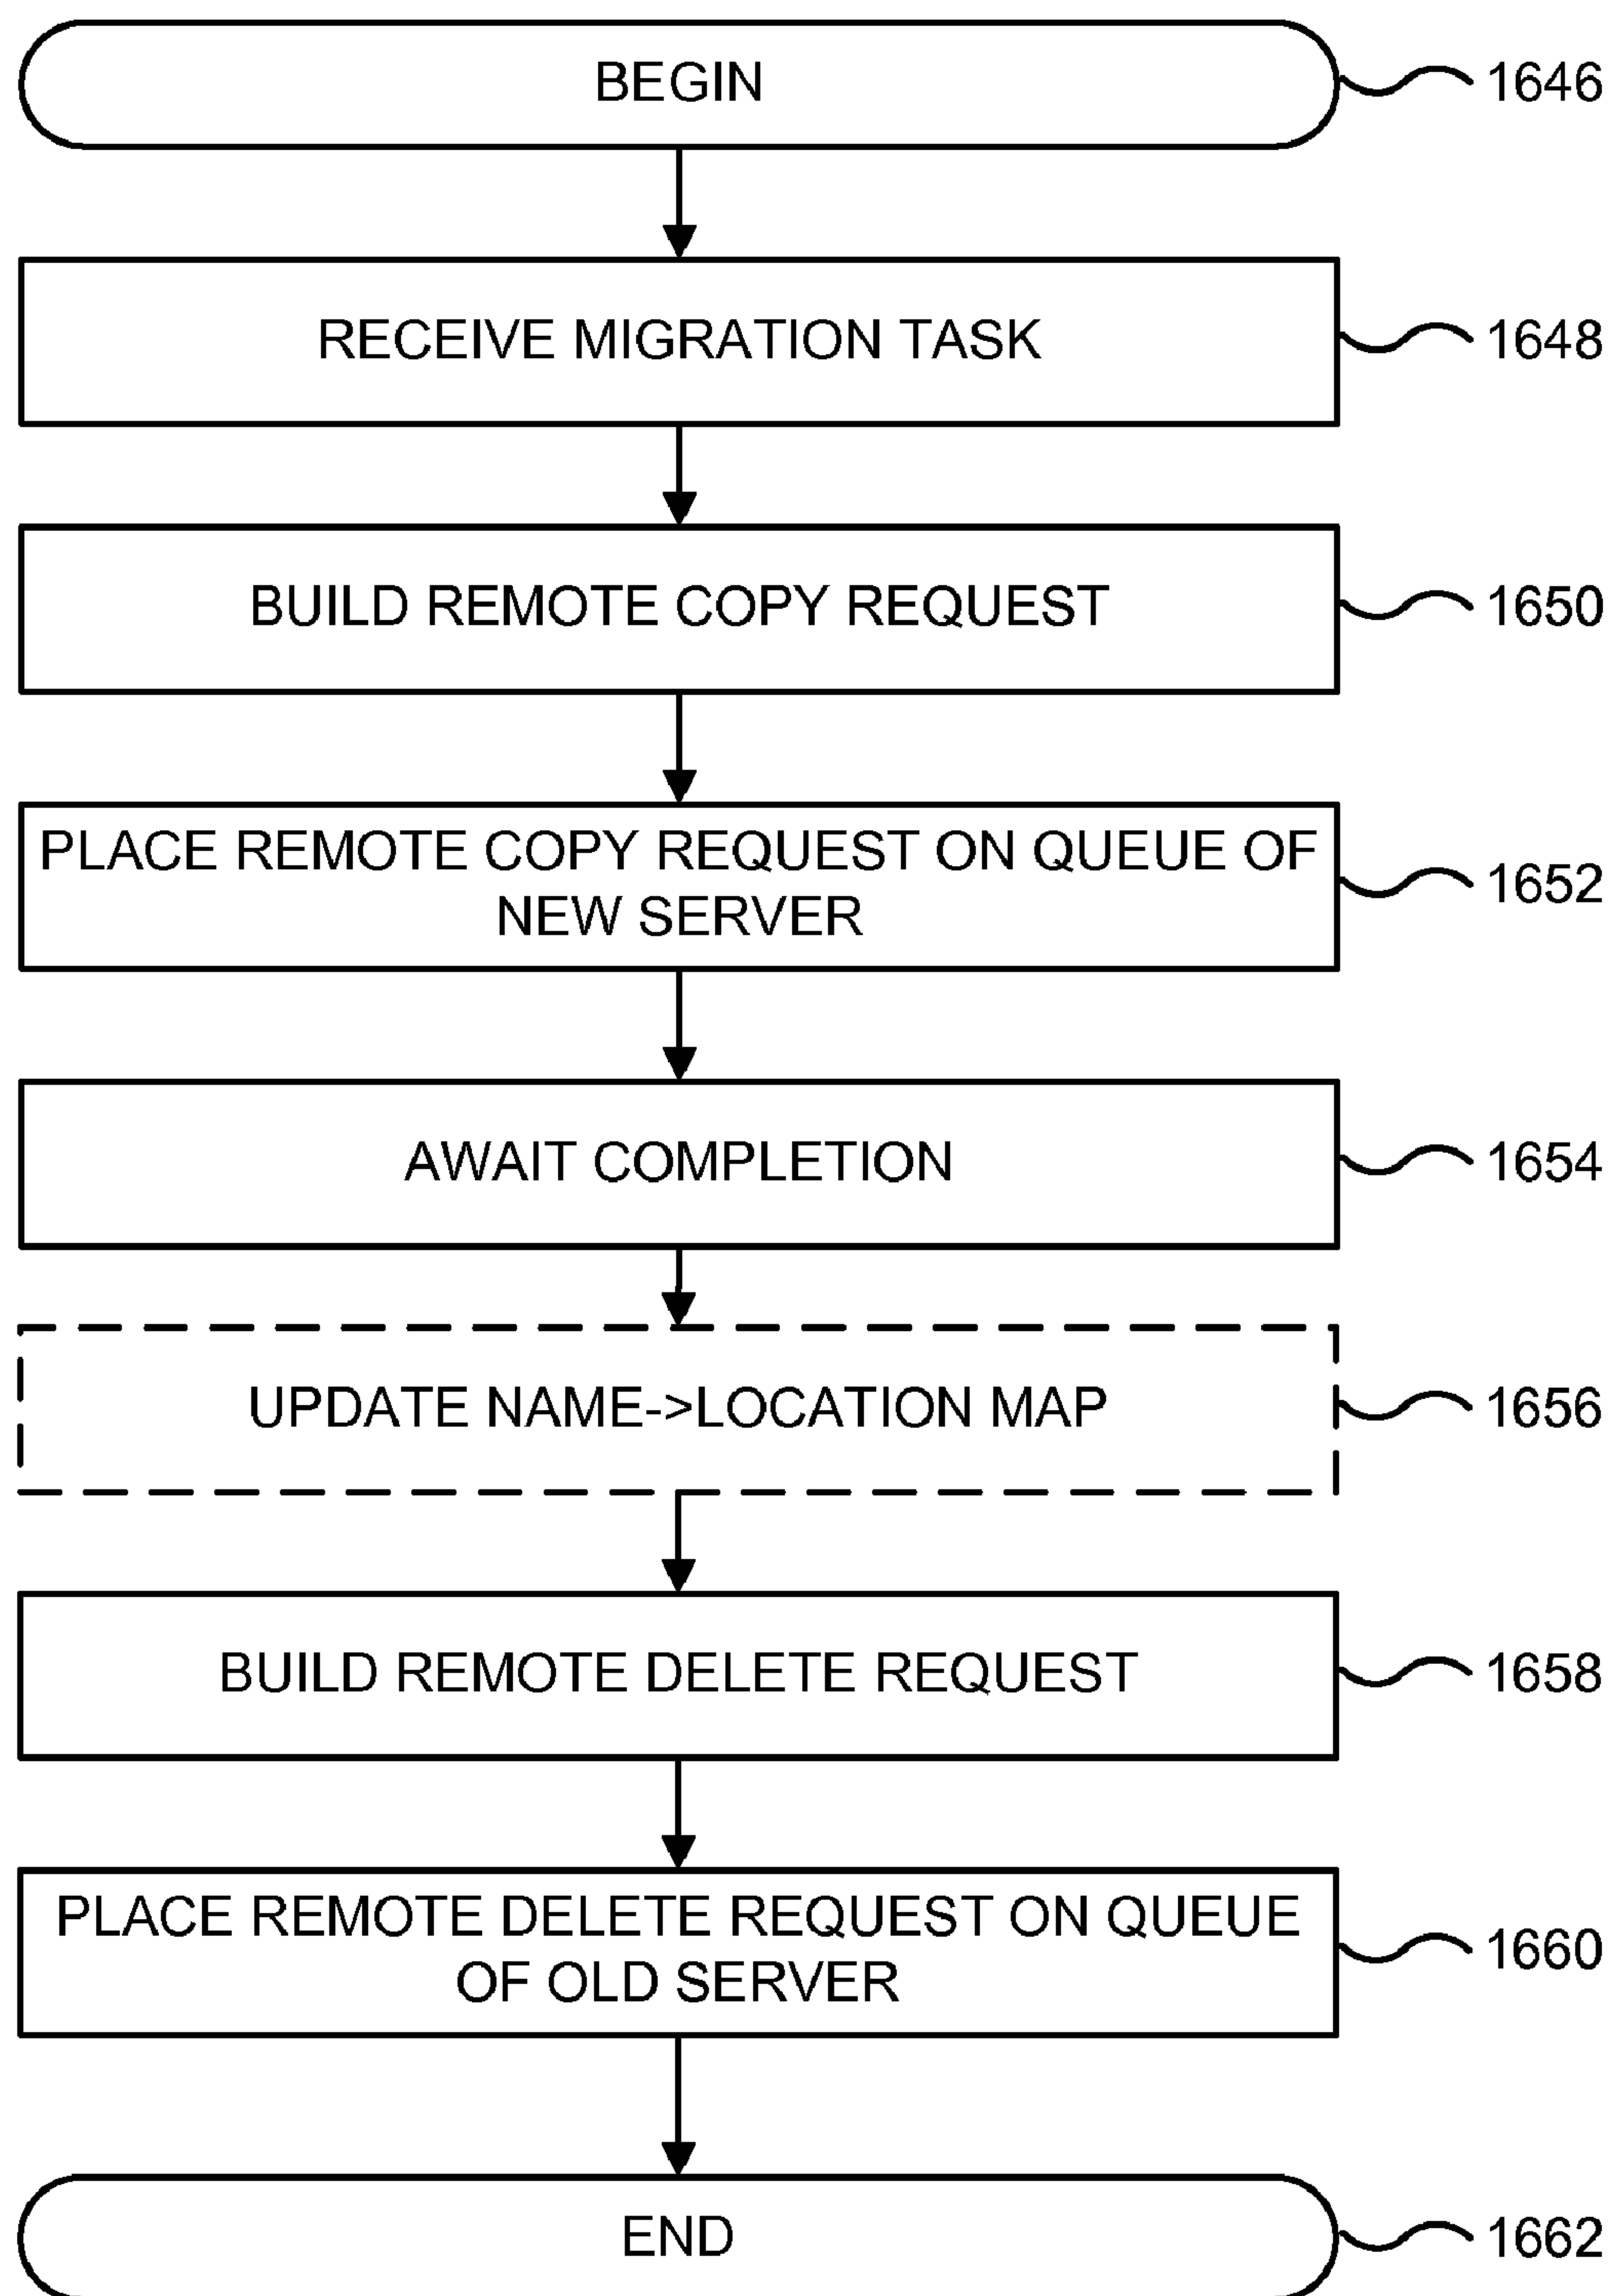 BEGIN
1646
RECEIVE MIGRATION TASK
1648
BUILD REMOTE COPY REQUEST
1650
PLACE REMOTE COPY REQUEST ON QUEUE OF
NEW SERVER
1652
AWAIT COMPLETION
1654
UPDATE NAME->LOCATION MAP
1656
BUILD REMOTE DELETE REQUEST
1658
PLACE REMOTE DELETE REQUEST ON QUEUE
OF OLD SERVER
1660
END
1662